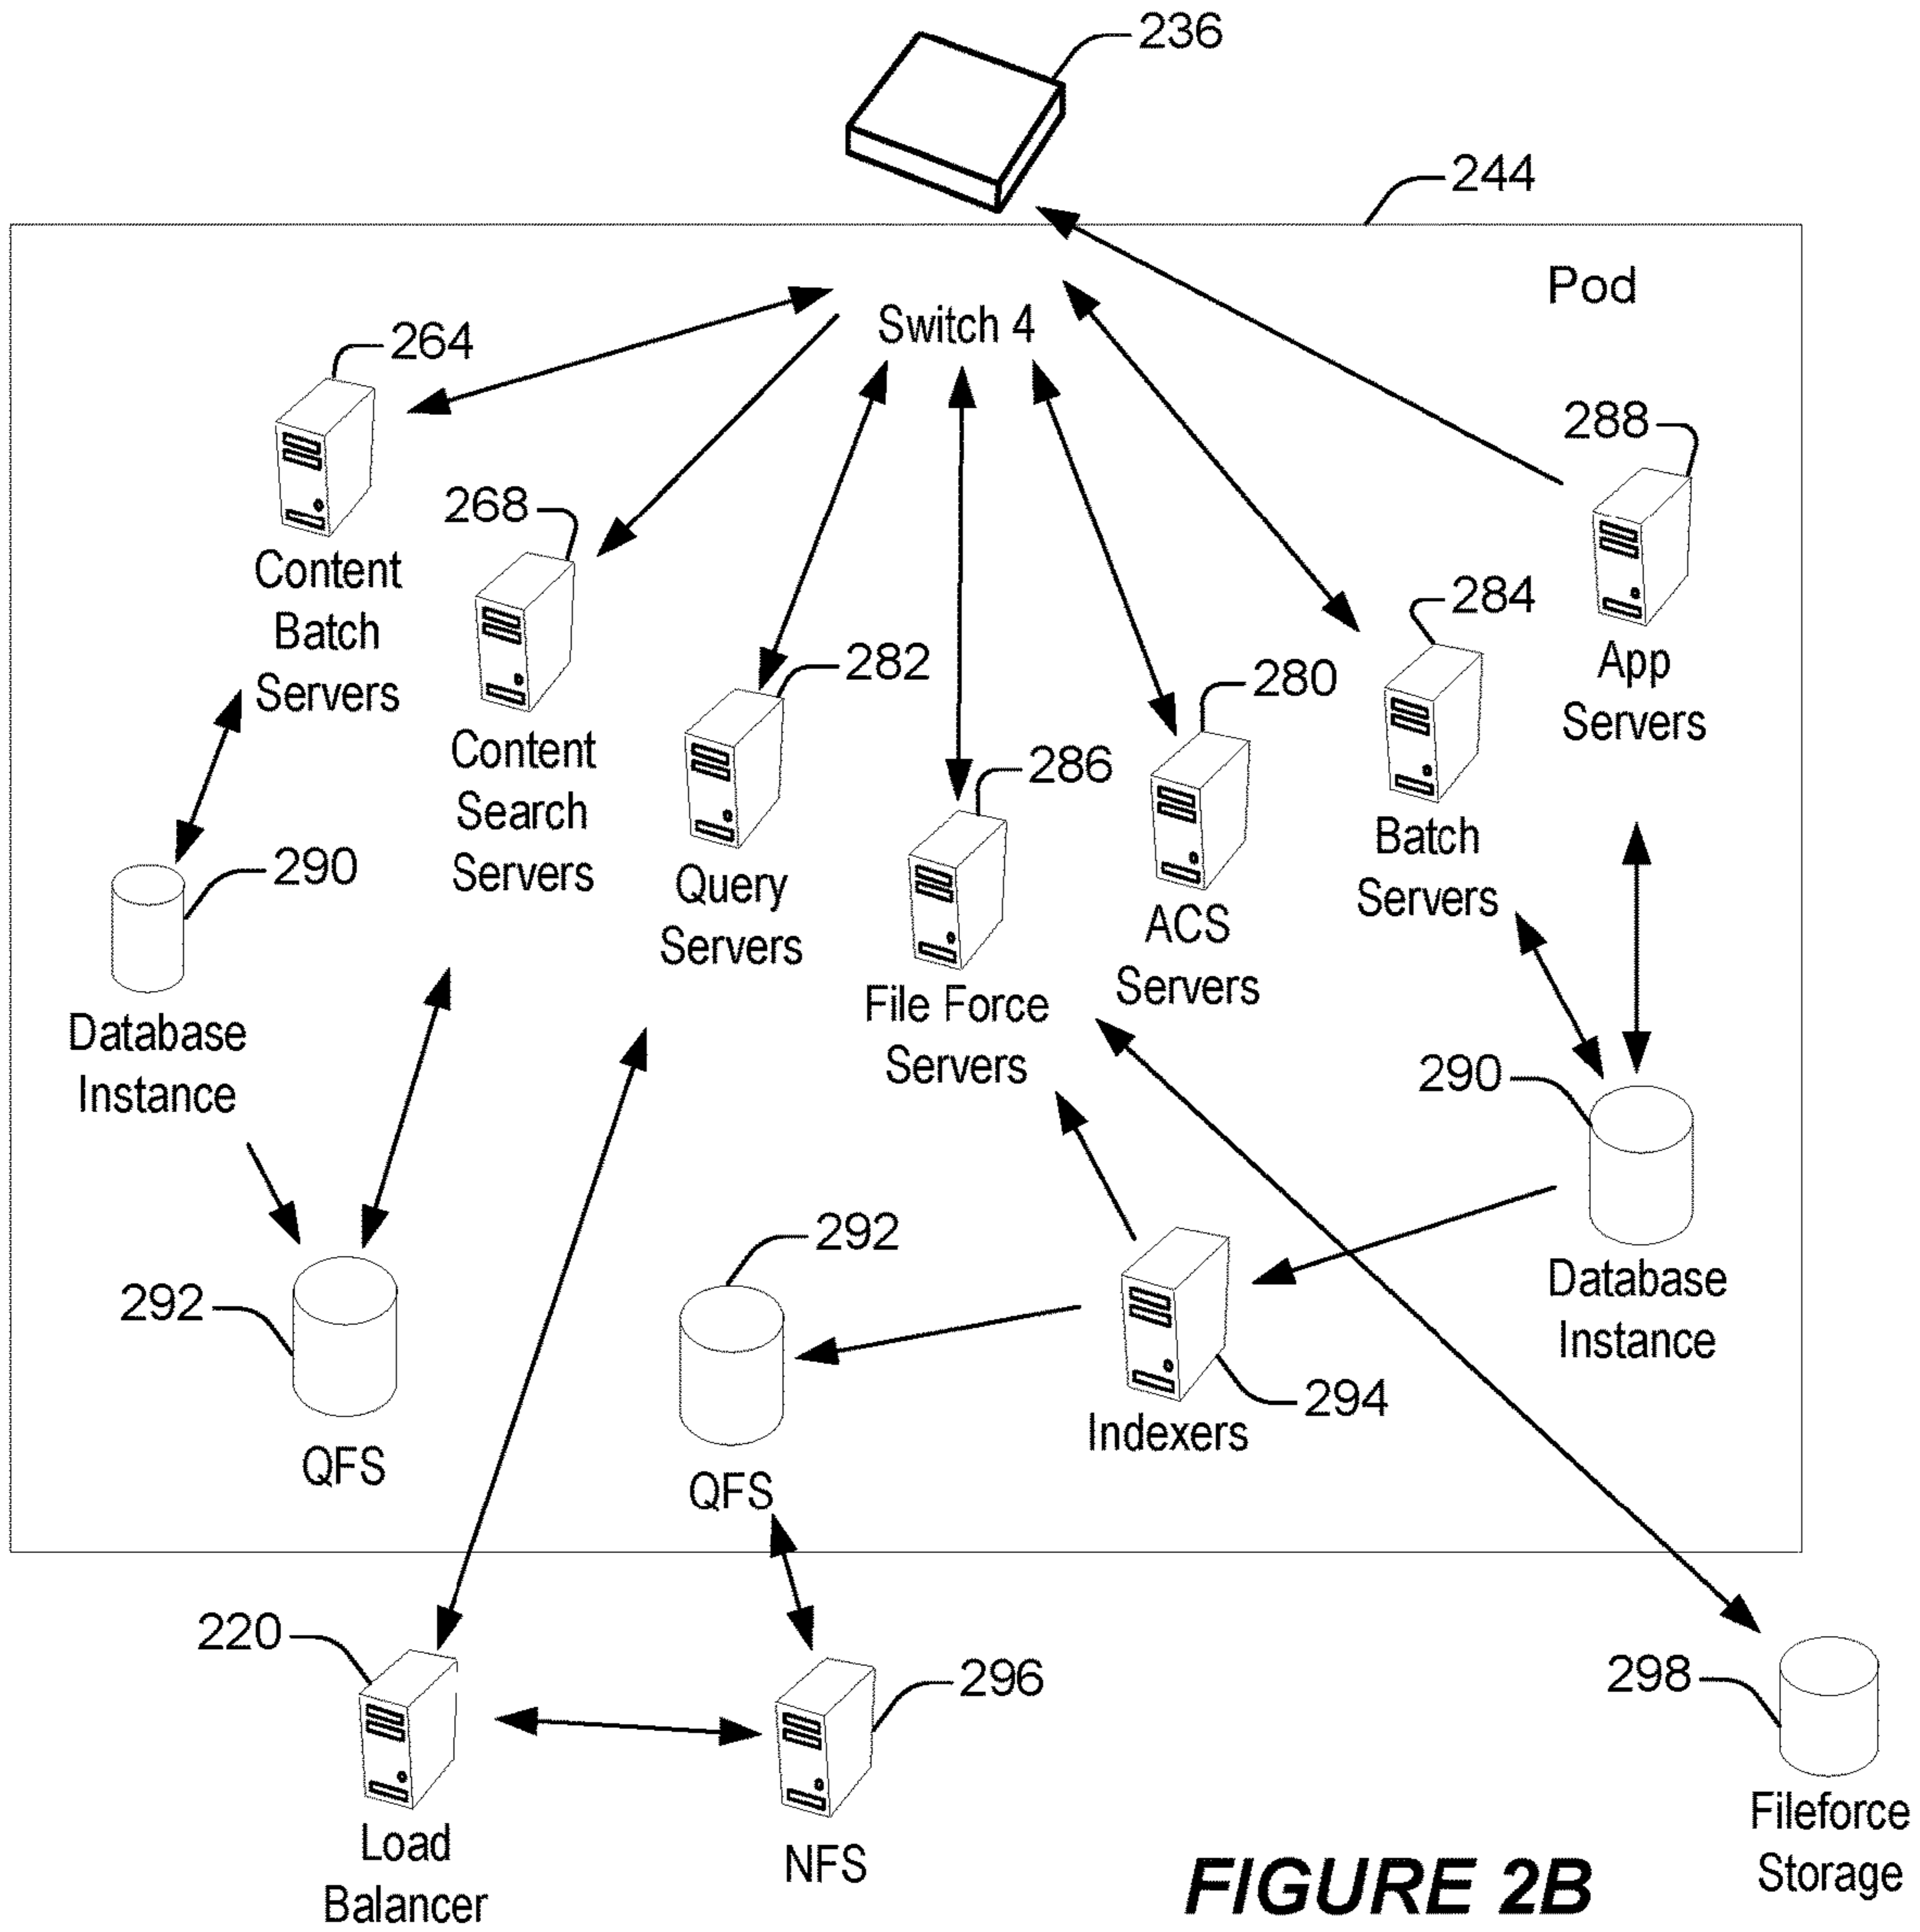 236
244
Pod
Switch 4
264
Content
Batch
Servers
268
Content
Search
Servers
282
Query
Servers
286
File Force
Servers
280
ACS
Servers
284
Batch
Servers
288
App
Servers
290
Database
Instance
290
Database
Instance
292
QFS
292
QFS
294
Indexers
220
Load
Balancer
296
NFS
298
Fileforce
Storage
FIGURE 2B